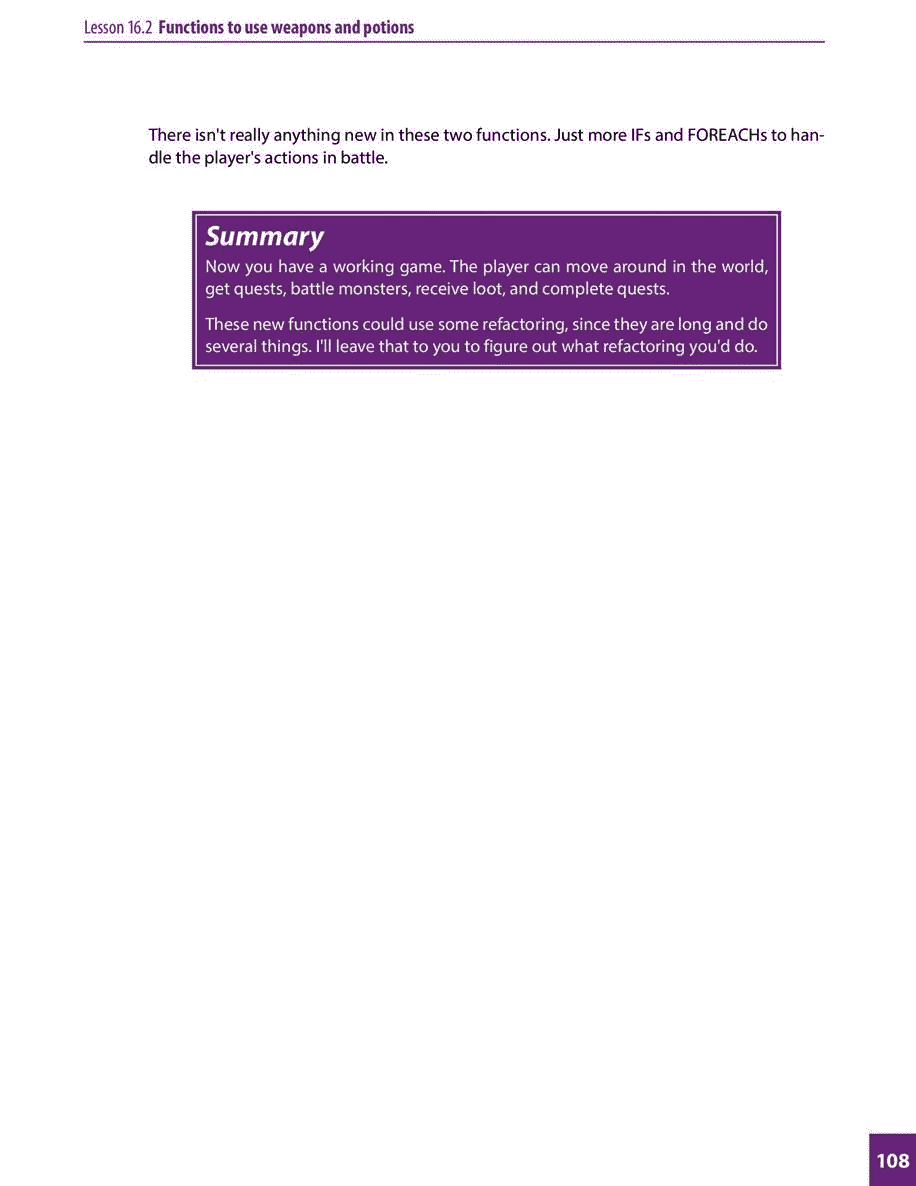 Lesson 16.2 Functions to use weapons and potions
There isn't really anything new in these two functions. Just more IFs and FOREACHs to han-
dle the player's actions in battle.
Summary
Now you have a working game. The player can move around in the world,
get quests, battle monsters, receive loot, and complete quests.
These new functions could use some refactoring, since they are long and do
several things. I'll leave that to you to figure out what refactoring you'd do.
108